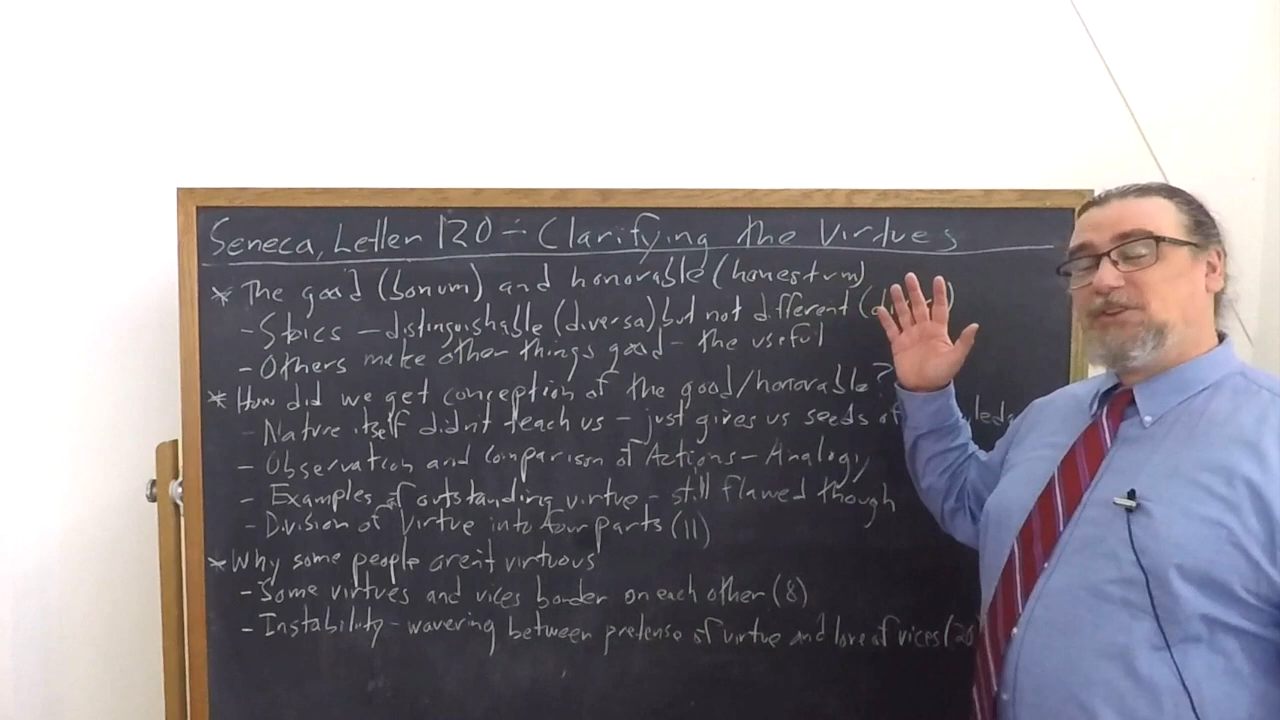 Seneca, Letter 120 - Clarifying the Virtues
* The good (bonum) and honorable (honestum)
- Stoics - distinguishable (diversa) but not different
- Others make other things good - the useful
* How did we get conception of the good/honorable?
- Nature itself didn't teach us - just gives us seeds of
- Observation and Comparison of Actions - Analogy
- Examples of outstanding virtue - still flawed though
- Division of Virtue into four parts (11)
* Why some people aren't virtuous
- Some virtues and vices border on each other (8)
- Instability - wavering between pretense of virtue and love of vices (20